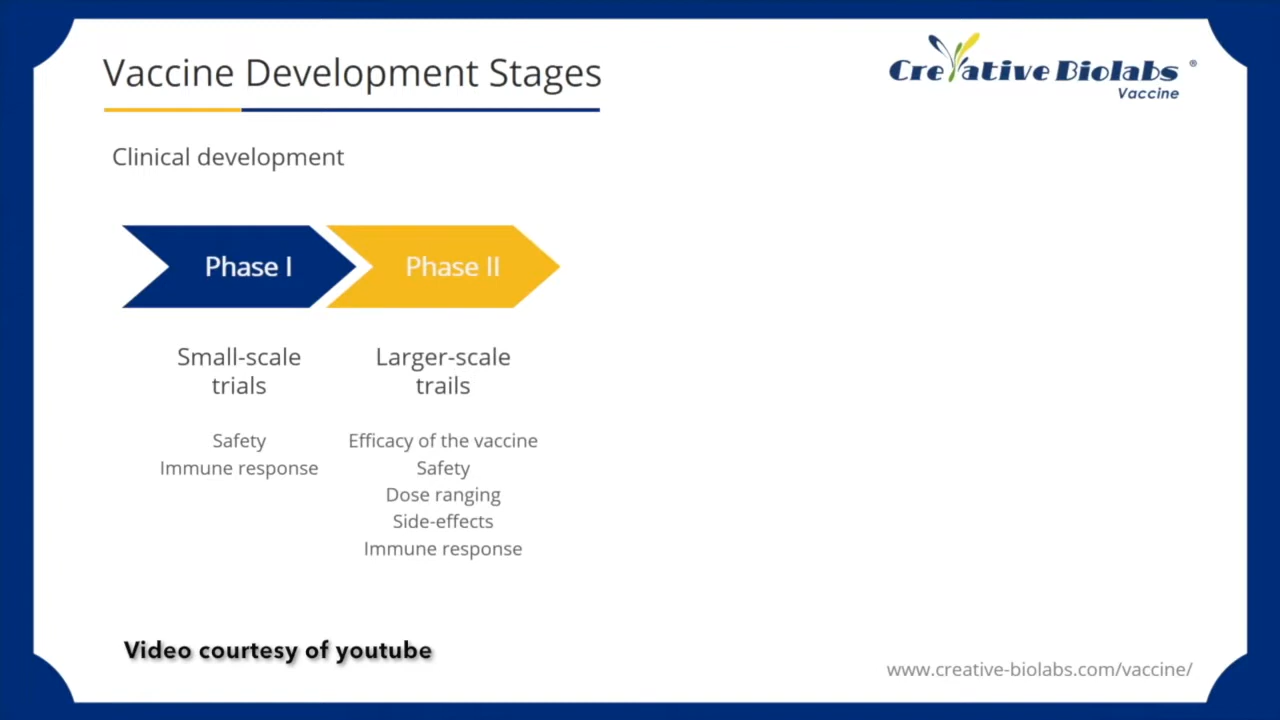 Vaccine Development Stages
Creative Biolabs ®
Vaccine
Clinical development
Phase I
Phase II
Small-scale
trials
Larger-scale
trails
Safety
Immune response
Efficacy of the vaccine
Safety
Dose ranging
Side-effects
Immune response
Video courtesy of youtube
www.creative-biolabs.com/vaccine/